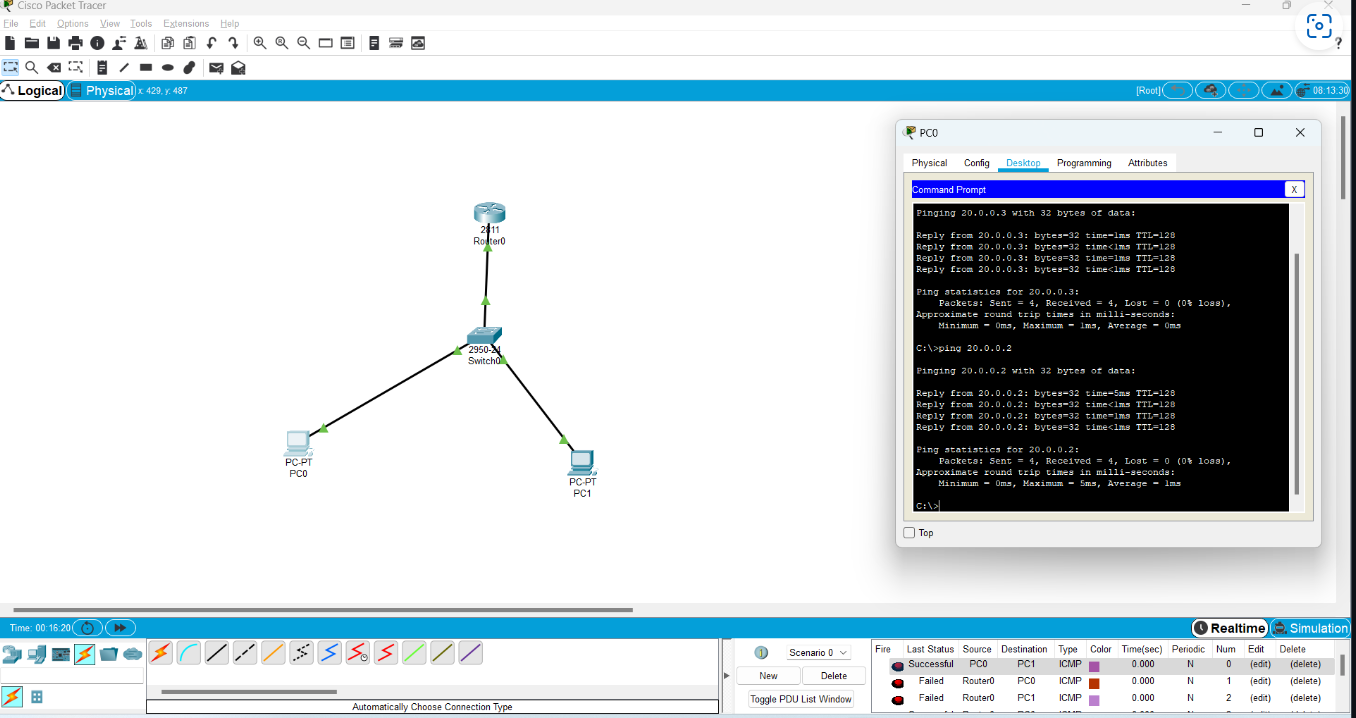 Cisco Packet Tracer
File Edit Options View Tools Extensions Help
?
Logical Physical x: 429, y: 487 [Root] 08:13:30
PC0
Physical Config Desktop Programming Attributes
Command Prompt X
Pinging 20.0.0.3 with 32 bytes of data:
Reply from 20.0.0.3: bytes=32 time=1ms TTL=128
Reply from 20.0.0.3: bytes=32 time<1ms TTL=128
Reply from 20.0.0.3: bytes=32 time=1ms TTL=128
Reply from 20.0.0.3: bytes=32 time<1ms TTL=128
Ping statistics for 20.0.0.3:
Packets: Sent = 4, Received = 4, Lost = 0 (0% loss),
Approximate round trip times in milli-seconds:
Minimum = 0ms, Maximum = 1ms, Average = 0ms
C:\>ping 20.0.0.2
Pinging 20.0.0.2 with 32 bytes of data:
Reply from 20.0.0.2: bytes=32 time=5ms TTL=128
Reply from 20.0.0.2: bytes=32 time<1ms TTL=128
Reply from 20.0.0.2: bytes=32 time=1ms TTL=128
Reply from 20.0.0.2: bytes=32 time<1ms TTL=128
Ping statistics for 20.0.0.2:
Packets: Sent = 4, Received = 4, Lost = 0 (0% loss),
Approximate round trip times in milli-seconds:
Minimum = 0ms, Maximum = 5ms, Average = 1ms
C:\>
Top
2811
Router0
2950-24
Switch0
PC-PT
PC0
PC-PT
PC1
Time: 00:16:20 Realtime Simulation
Automatically Choose Connection Type
Scenario 0
New Delete
Toggle PDU List Window
Fire Last Status Source Destination Type Color Time(sec) Periodic Num Edit Delete
Successful PC0 PC1 ICMP 0.000 N 0 (edit) (delete)
Failed Router0 PC0 ICMP 0.000 N 1 (edit) (delete)
Failed Router0 PC1 ICMP 0.000 N 2 (edit) (delete)